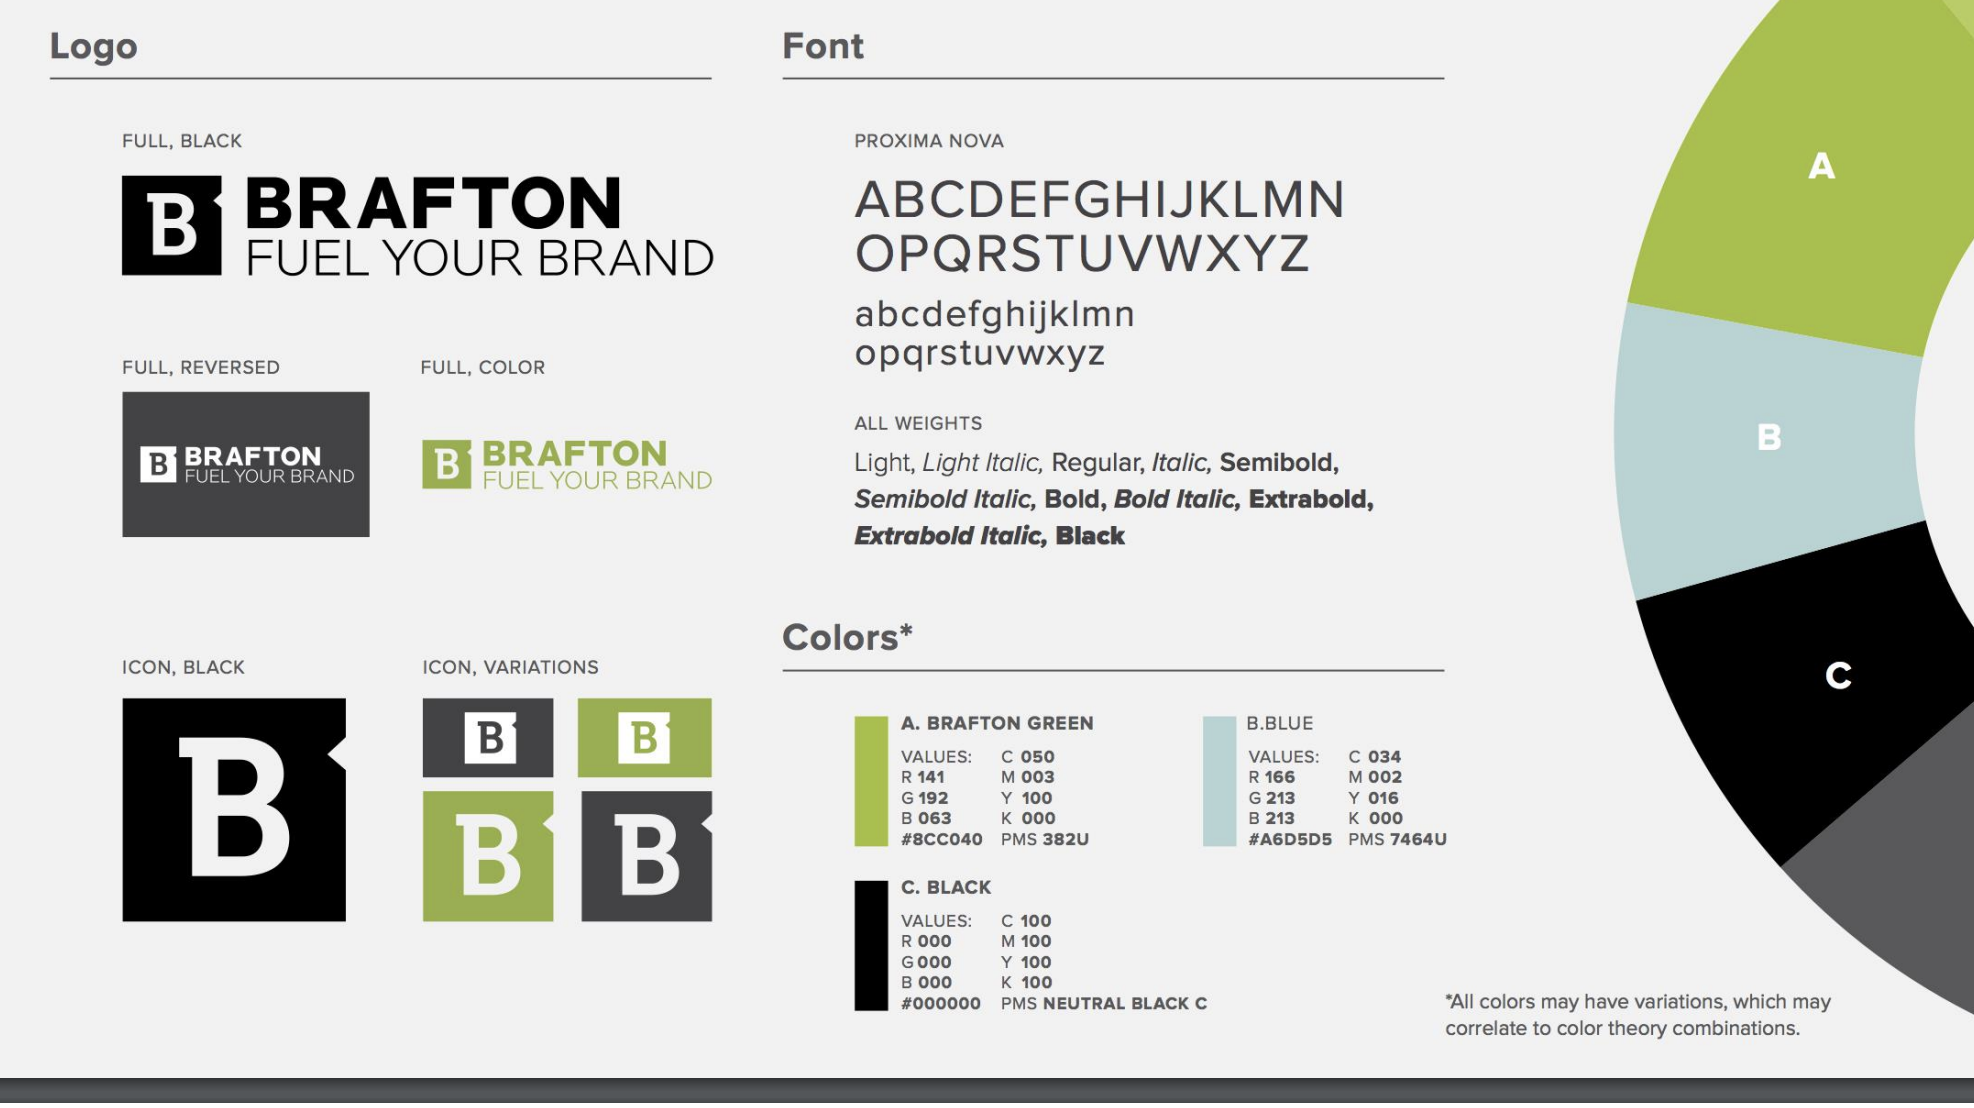 Logo
FULL, BLACK
B BRAFTON
FUEL YOUR BRAND
FULL, REVERSED
B BRAFTON
FUEL YOUR BRAND
FULL, COLOR
B BRAFTON
FUEL YOUR BRAND
ICON, BLACK
B
ICON, VARIATIONS
B B
B B
Font
PROXIMA NOVA
ABCDEFGHIJKLMN
OPQRSTUVWXYZ
abcdefghijklmn
opqrstuvwxyz
ALL WEIGHTS
Light, Light Italic, Regular, Italic, Semibold,
Semibold Italic, Bold, Bold Italic, Extrabold,
Extrabold Italic, Black
Colors*
A. BRAFTON GREEN
VALUES: C 050
R 141 M 003
G 192 Y 100
B 063 K 000
#8CC040 PMS 382U
B.BLUE
VALUES: C 034
R 166 M 002
G 213 Y 016
B 213 K 000
#A6D5D5 PMS 7464U
C. BLACK
VALUES: C 100
R 000 M 100
G 000 Y 100
B 000 K 100
#000000 PMS NEUTRAL BLACK C
A
B
C
*All colors may have variations, which may
correlate to color theory combinations.